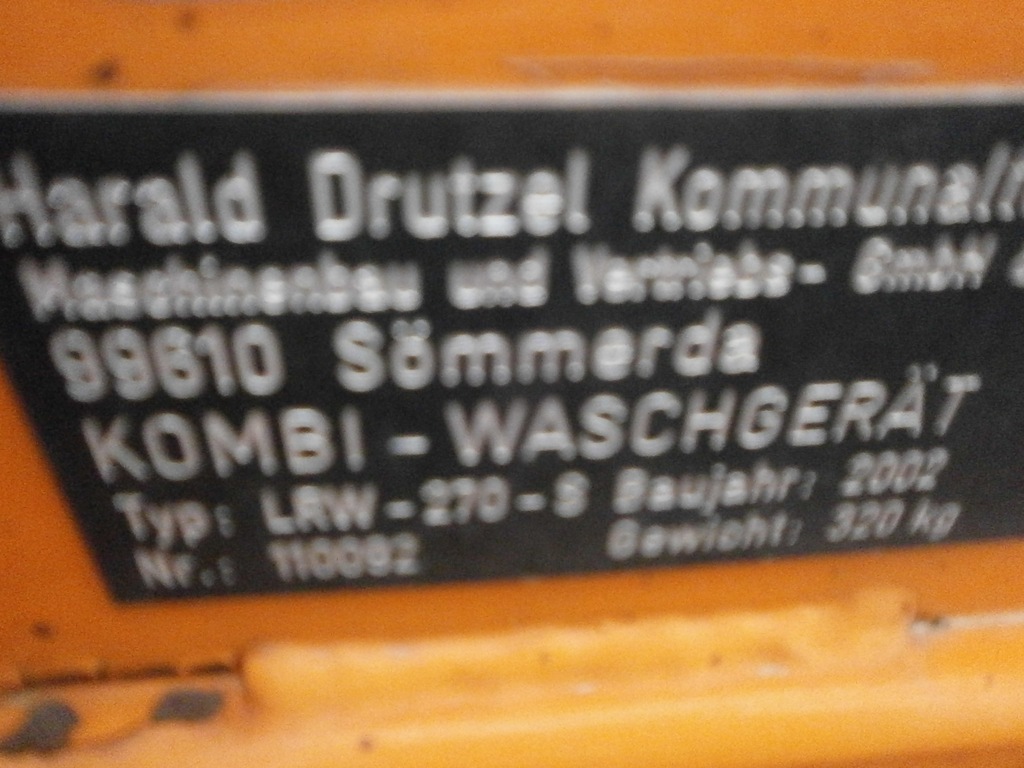 Harald Drutzel Kommunalt
Maschinenbau und Vertriebs- GmbH
99610 Sömmerda
KOMBI - WASCHGERÄT
Typ: LRW - 270 - S Baujahr: 2002
Nr.: 110092 Gewicht: 320 kg